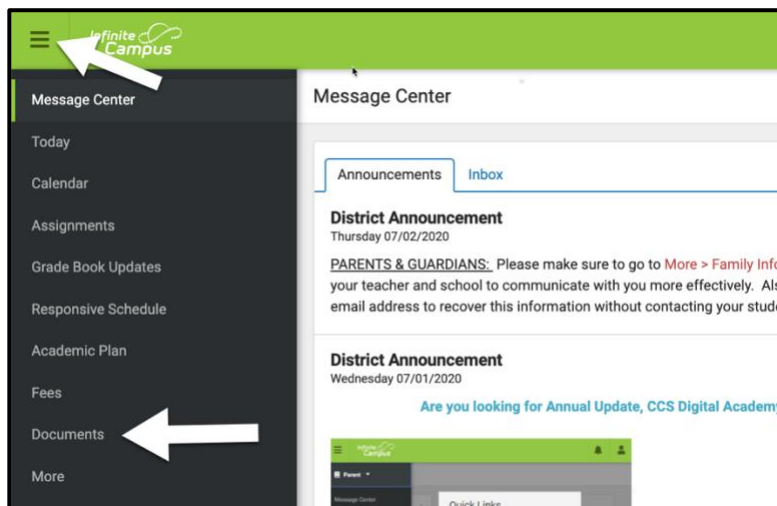 Infinite
Campus
Message Center
Today
Calendar
Assignments
Grade Book Updates
Responsive Schedule
Academic Plan
Fees
Documents
More
Message Center
Announcements Inbox
District Announcement
Thursday 07/02/2020
PARENTS & GUARDIANS: Please make sure to go to More > Family Info
your teacher and school to communicate with you more effectively. Als
email address to recover this information without contacting your stude
District Announcement
Wednesday 07/01/2020
Are you looking for Annual Update, CCS Digital Academy
Infinite
Campus
Parent
Message Center
Quick Links